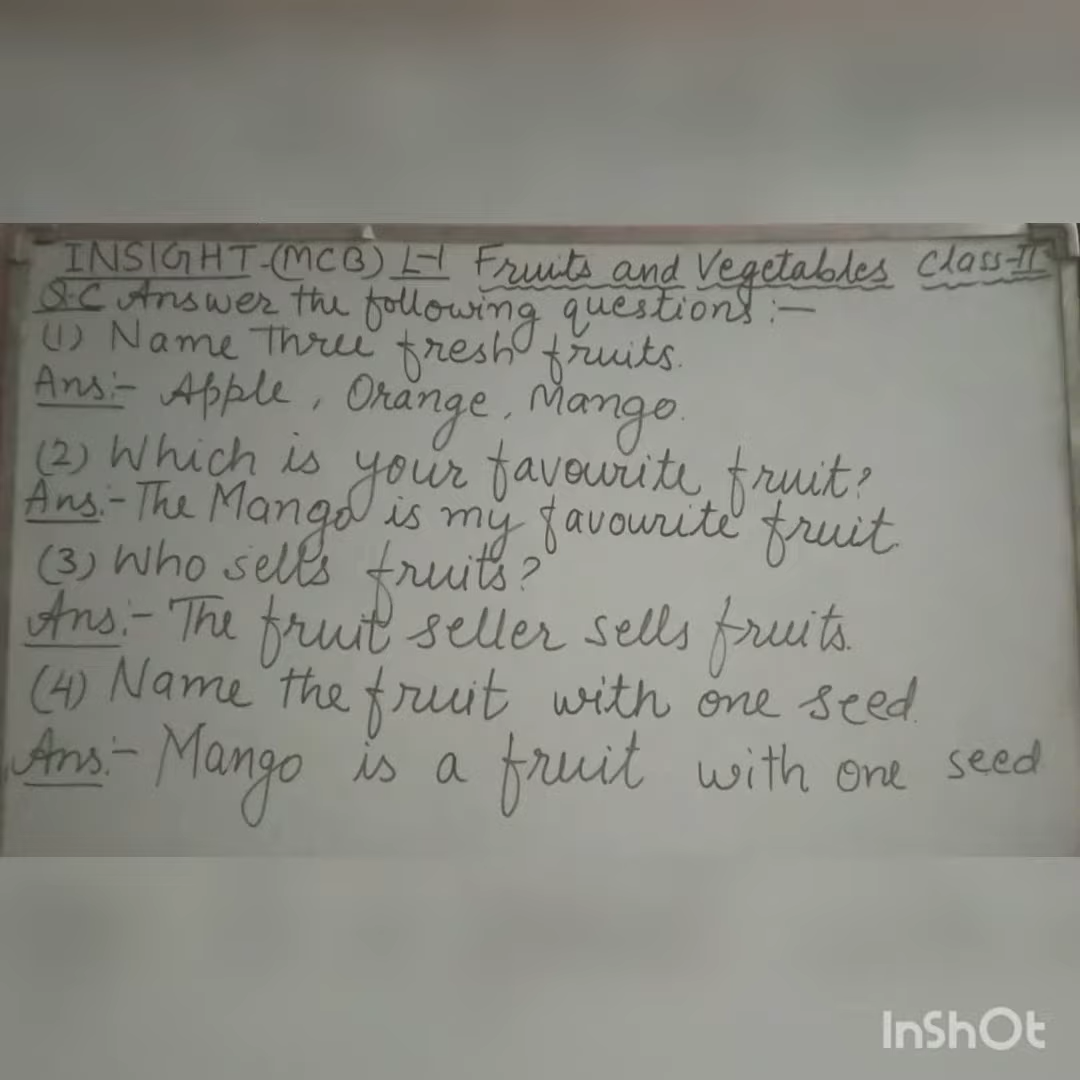 INSIGHT-(MCB) L-1 Fruits and Vegetables Class-II
Q.C Answer the following questions:-
(1) Name Three fresh fruits.
Ans:- Apple, Orange, Mango.
(2) Which is your favourite fruit?
Ans:- The Mango is my favourite fruit.
(3) Who sells fruits?
Ans:- The fruit seller sells fruits.
(4) Name the fruit with one seed.
Ans:- Mango is a fruit with one seed
InShOt